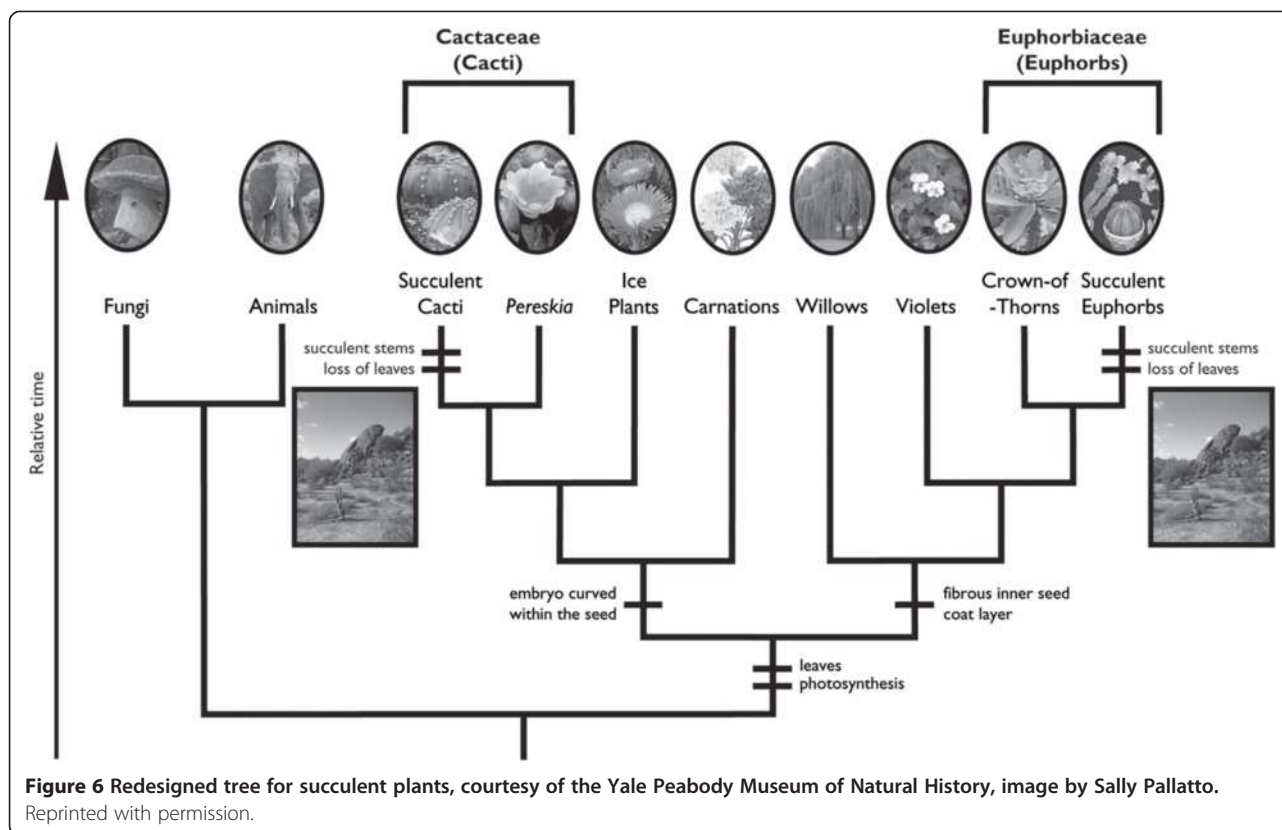 Cactaceae
(Cacti)
Euphorbiaceae
(Euphorbs)
Relative time
Fungi
Animals
Succulent
Cacti
Pereskia
Ice
Plants
Carnations
Willows
Violets
Crown-of
-Thorns
Succulent
Euphorbs
succulent stems
loss of leaves
succulent stems
loss of leaves
embryo curved
within the seed
fibrous inner seed
coat layer
leaves
photosynthesis
Figure 6 Redesigned tree for succulent plants, courtesy of the Yale Peabody Museum of Natural History, image by Sally Pallatto.
Reprinted with permission.